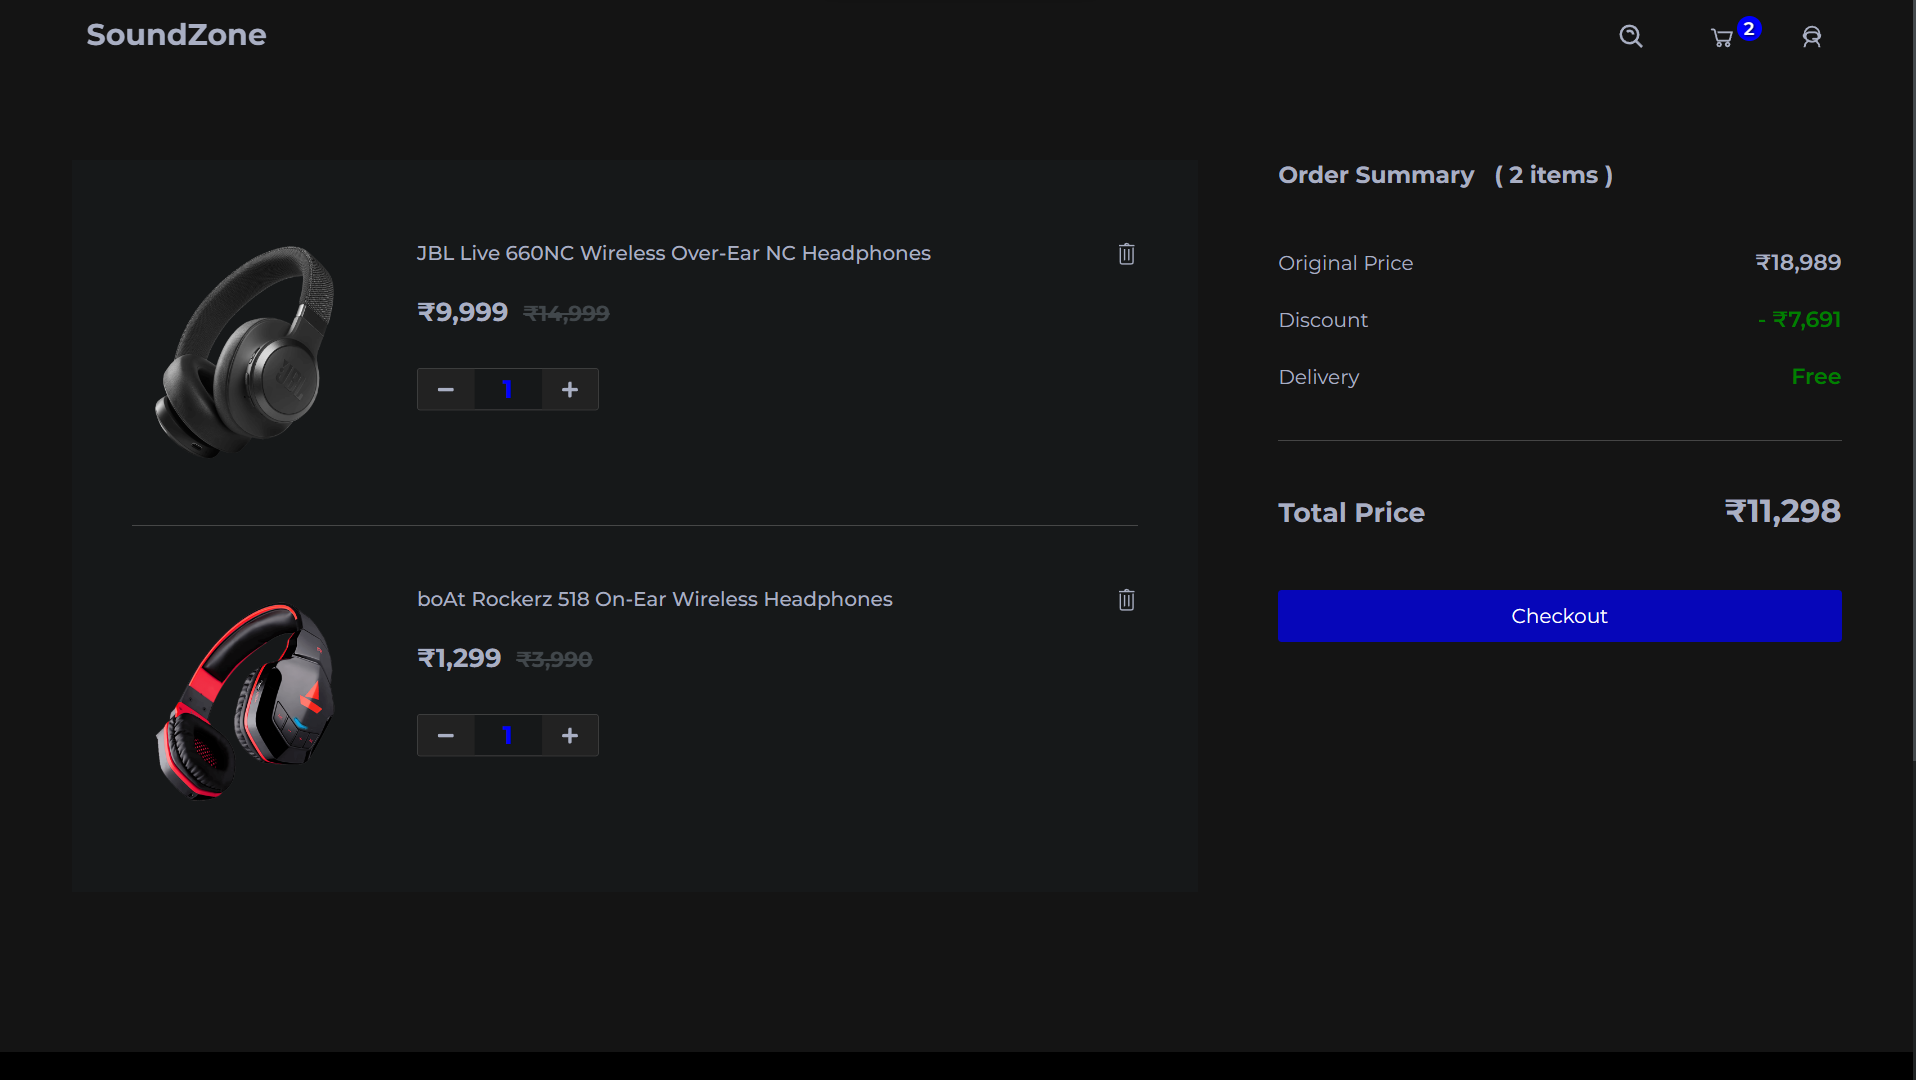 SoundZone
2
JBL Live 660NC Wireless Over-Ear NC Headphones
₹9,999 ₹14,999
− 1 +
JBL
boAt Rockerz 518 On-Ear Wireless Headphones
₹1,299 ₹3,990
− 1 +
Order Summary ( 2 items )
Original Price ₹18,989
Discount - ₹7,691
Delivery Free
Total Price ₹11,298
Checkout